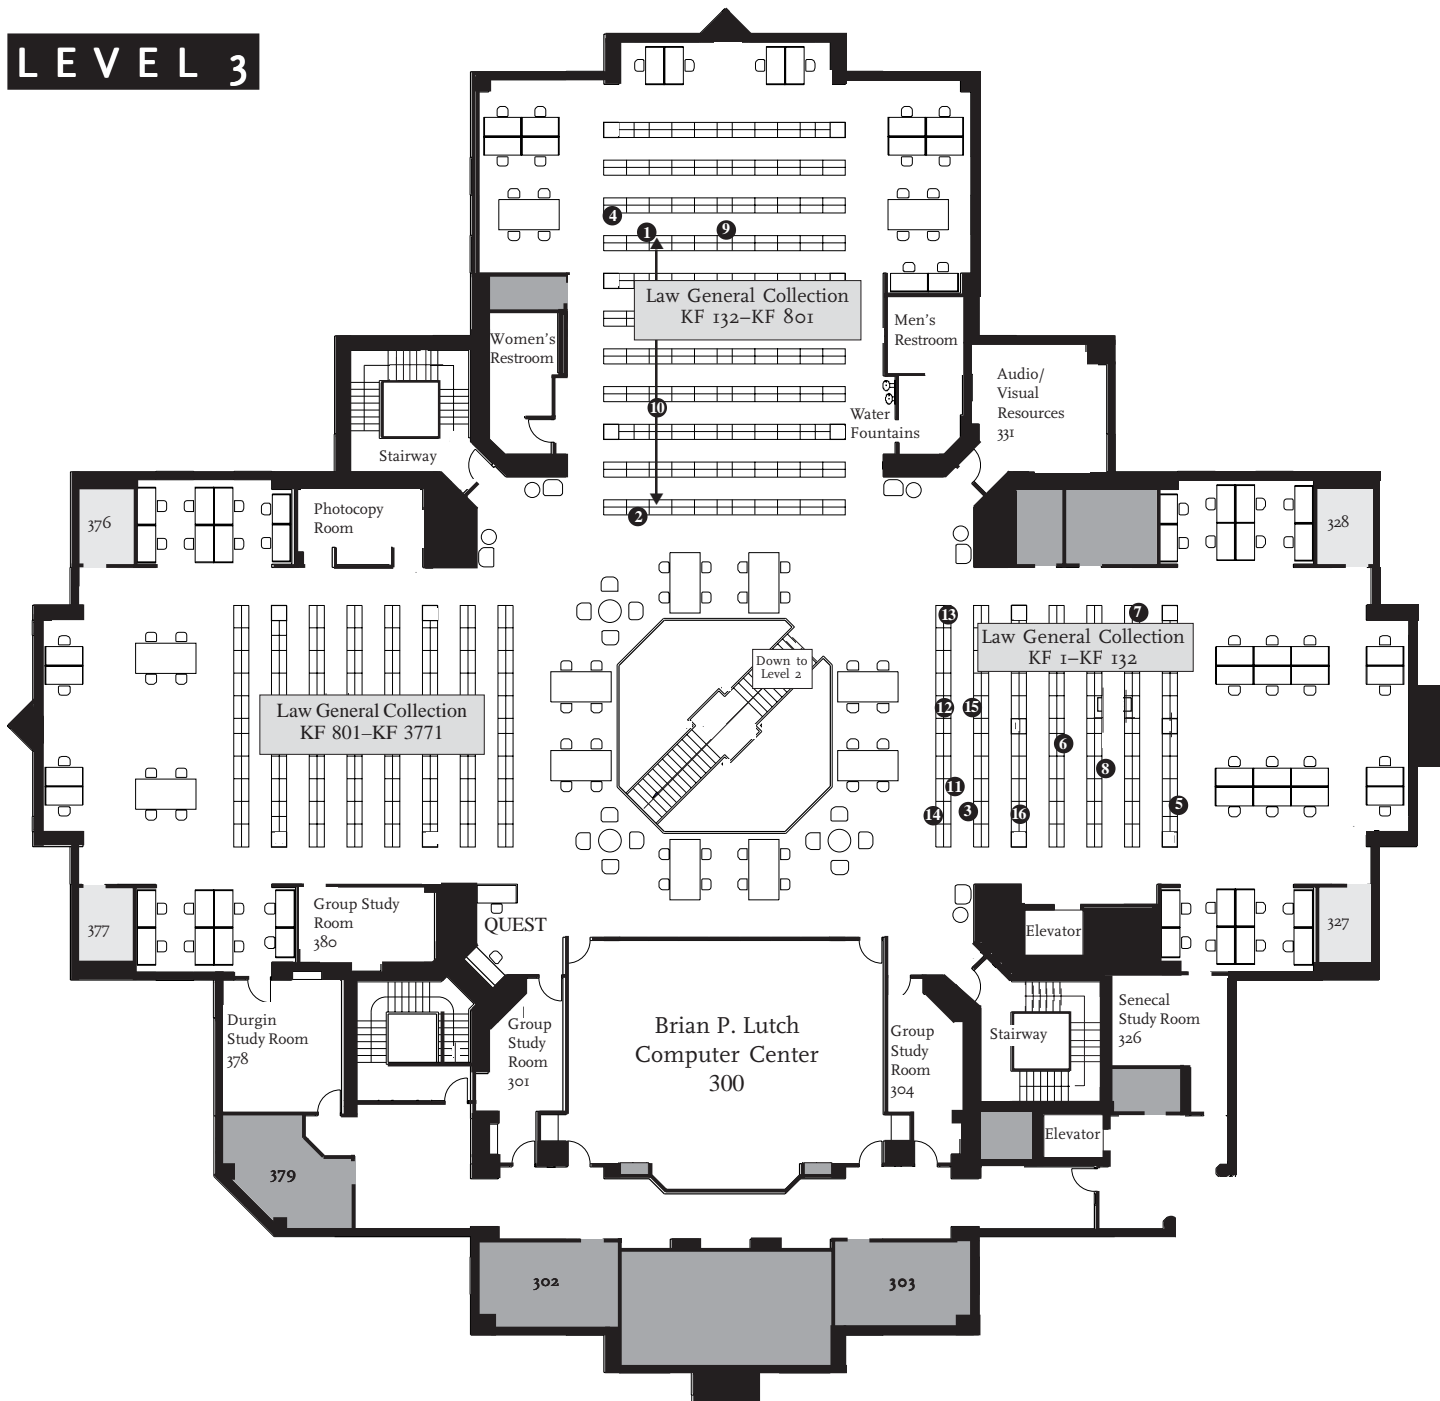 LEVEL 3
4
1
9
Law General Collection
KF 132–KF 801
Women's
Restroom
Men's
Restroom
Audio/
Visual
Resources
331
10
Water
Fountains
Stairway
2
376
Photocopy
Room
328
13
7
Law General Collection
KF 1–KF 132
Down to
Level 2
Law General Collection
KF 801–KF 3771
12
15
6
8
11
14
3
16
5
377
Group Study
Room
380
QUEST
Elevator
327
Durgin
Study Room
378
Group
Study
Room
301
Brian P. Lutch
Computer Center
300
Group
Study
Room
304
Stairway
Senecal
Study Room
326
Elevator
379
302
303